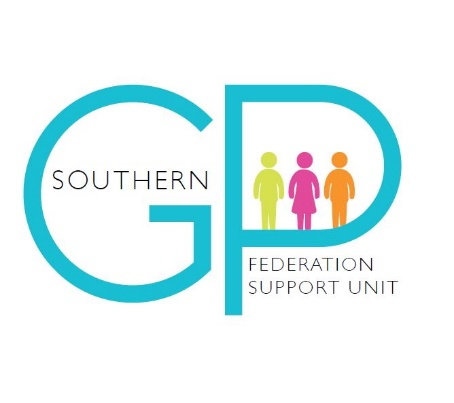 GP
SOUTHERN
FEDERATION
SUPPORT UNIT